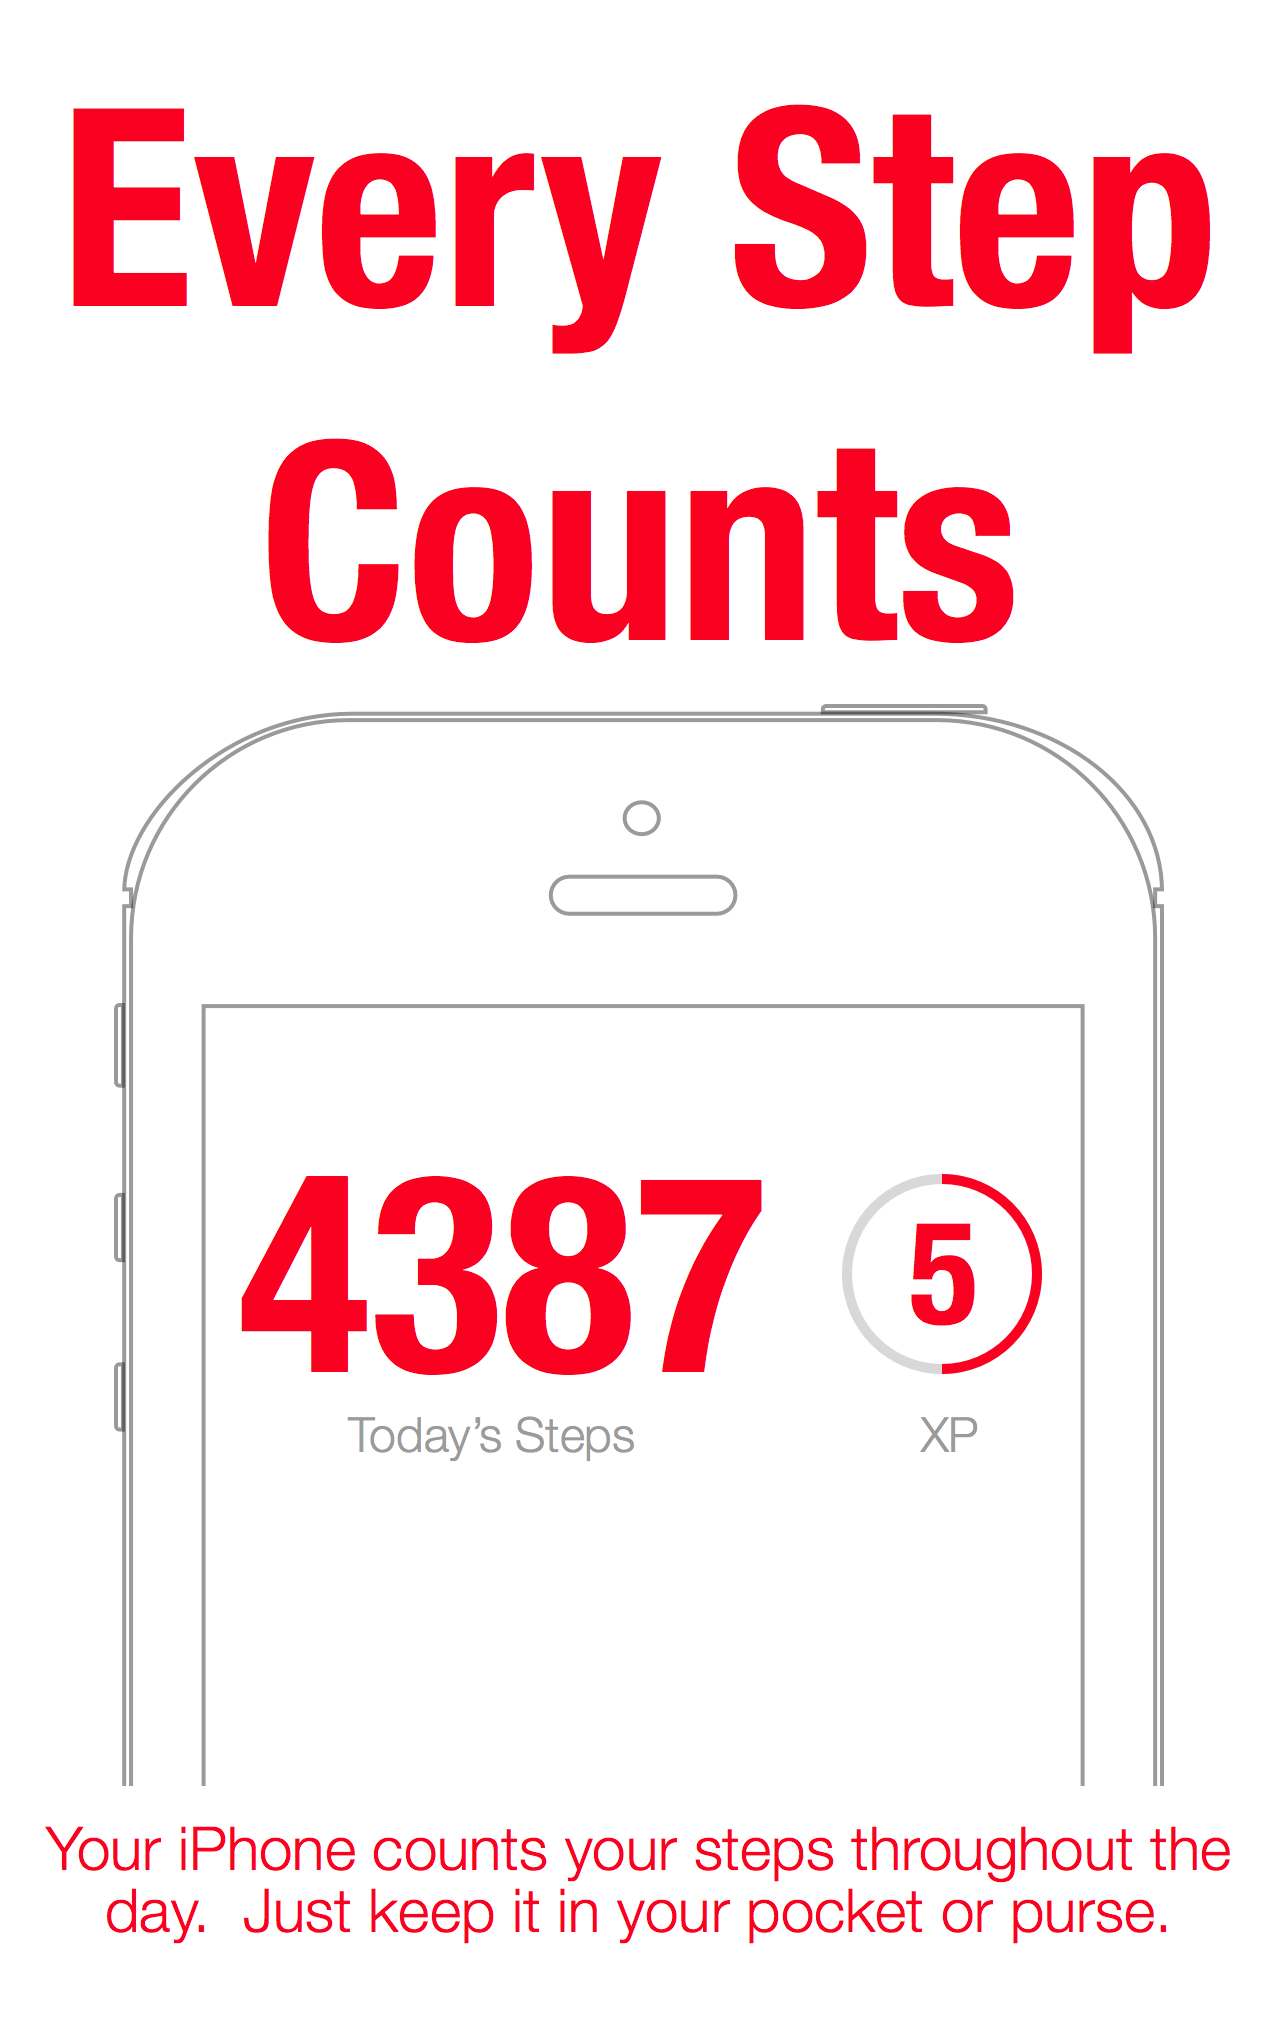 Every Step
Counts
4387
5
Today’s Steps
XP
Your iPhone counts your steps throughout the
day.  Just keep it in your pocket or purse.